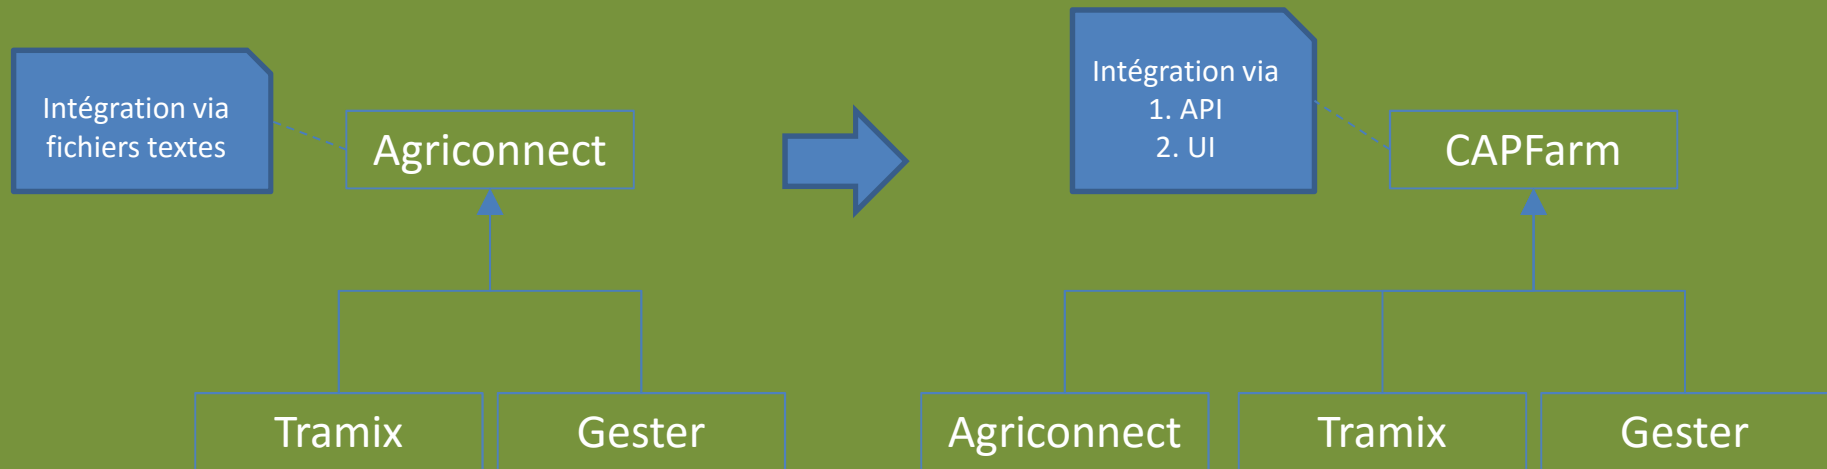 Intégration via
fichiers textes
Agriconnect
Tramix
Gester
Intégration via
1. API
2. UI
CAPFarm
Agriconnect
Tramix
Gester